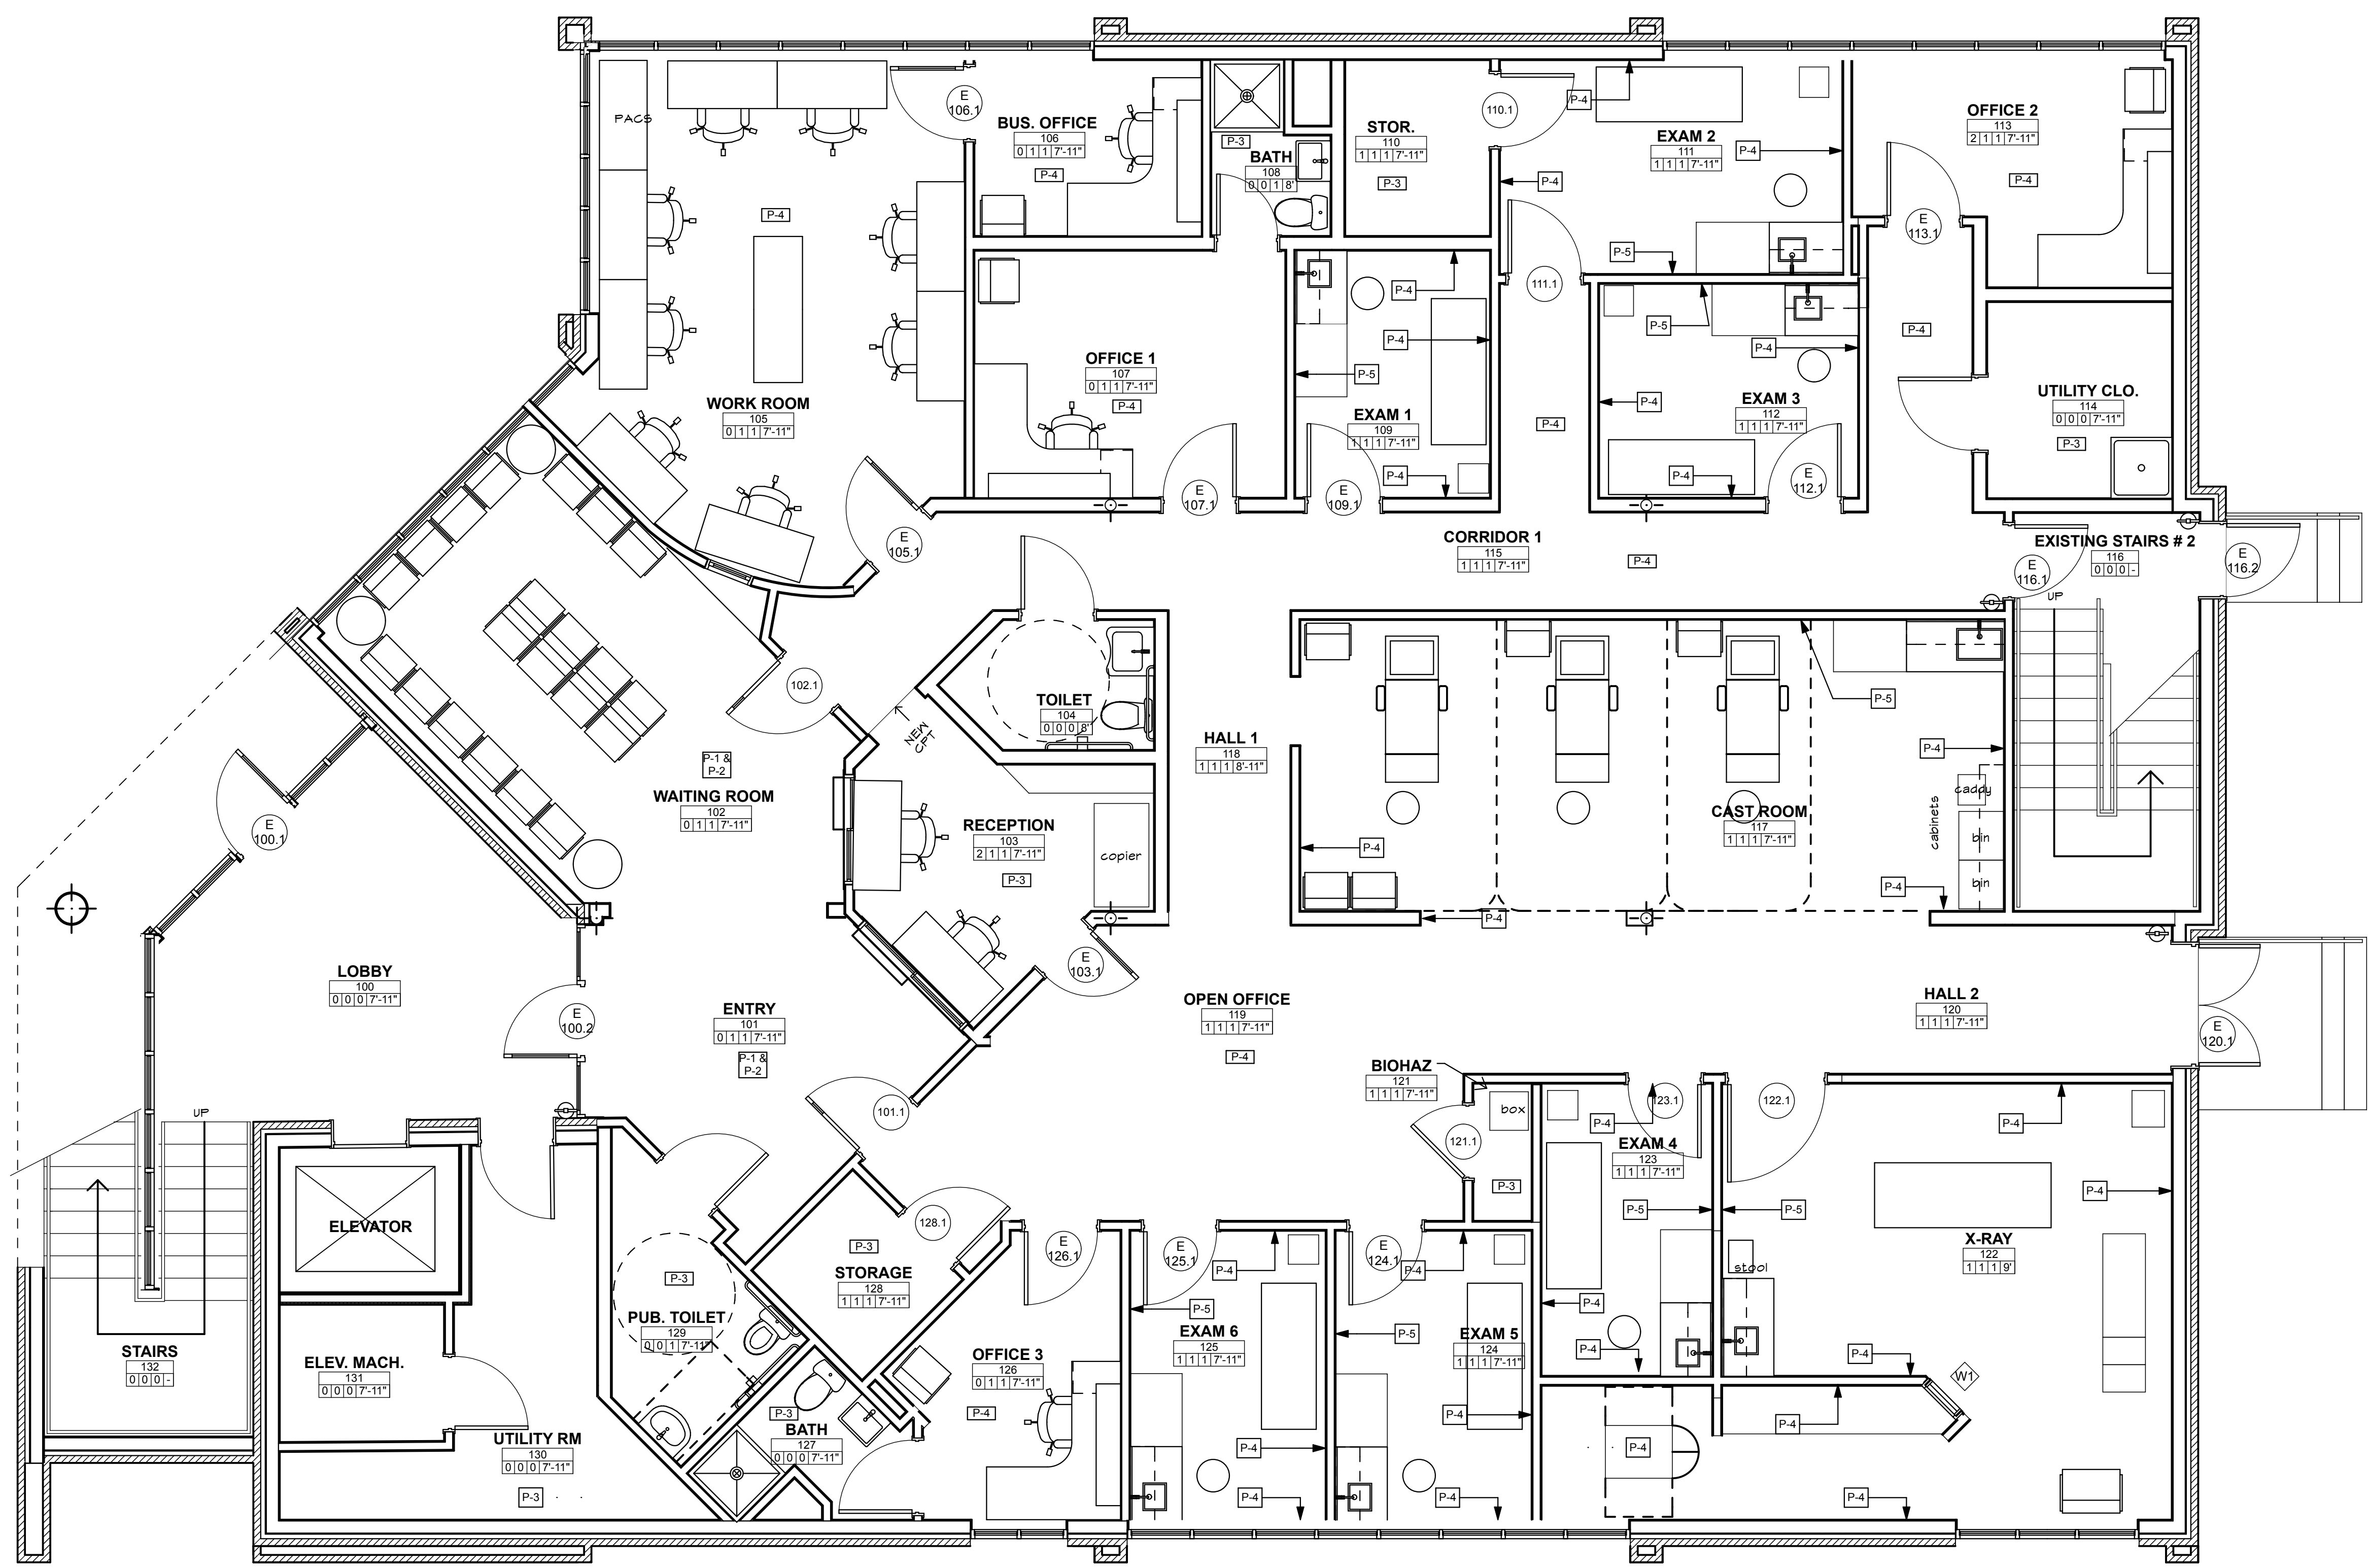 PACS
E
106.1
BUS. OFFICE
106
0 1 1 7'-11"
P-4
P-4
P-3
BATH
108
0 0 1 8'
STOR.
110
1 1 1 7'-11"
P-3
110.1
P-4
EXAM 2
111
1 1 1 7'-11"
P-4
P-4
P-5
OFFICE 2
113
2 1 1 7'-11"
P-4
E
113.1
111.1
WORK ROOM
105
0 1 1 7'-11"
OFFICE 1
107
0 1 1 7'-11"
P-4
P-4
P-4
P-5
EXAM 1
109
1 1 1 7'-11"
P-4
P-4
P-5
P-4
P-4
EXAM 3
112
1 1 1 7'-11"
P-4
P-4
UTILITY CLO.
114
0 0 0 7'-11"
P-3
E
107.1
E
109.1
E
112.1
E
105.1
CORRIDOR 1
115
1 1 1 7'-11"
P-4
EXISTING STAIRS # 2
116
0 0 0 -
E
116.1
E
116.2
UP
102.1
TOILET
104
0 0 0 8'
NEW
CPT
P-5
P-4
HALL 1
118
1 1 1 8'-11"
P-1 &
P-2
WAITING ROOM
102
0 1 1 7'-11"
E
100.1
RECEPTION
103
2 1 1 7'-11"
P-3
copier
P-4
CAST ROOM
117
1 1 1 7'-11"
cabinets
caddy
bin
bin
P-4
P-4
E
103.1
LOBBY
100
0 0 0 7'-11"
E
100.2
ENTRY
101
0 1 1 7'-11"
P-1 &
P-2
OPEN OFFICE
119
1 1 1 7'-11"
P-4
HALL 2
120
1 1 1 7'-11"
E
120.1
BIOHAZ
121
1 1 1 7'-11"
101.1
UP
box
121.1
P-3
123.1
122.1
P-4
EXAM 4
123
1 1 1 7'-11"
P-5
P-5
P-4
P-4
P-4
P-4
X-RAY
122
1 1 1 9'
stool
P-4
W1
P-4
P-4
P-4
ELEVATOR
128.1
P-3
STORAGE
128
1 1 1 7'-11"
E
126.1
E
125.1
E
124.1
P-4
P-4
P-5
EXAM 6
125
1 1 1 7'-11"
P-4
P-4
P-5
EXAM 5
124
1 1 1 7'-11"
P-4
P-4
P-3
PUB. TOILET
129
0 0 1 7'-11"
STAIRS
132
0 0 0 -
ELEV. MACH.
131
0 0 0 7'-11"
OFFICE 3
126
0 1 1 7'-11"
P-4
P-3
BATH
127
0 0 0 7'-11"
UTILITY RM
130
0 0 0 7'-11"
P-3